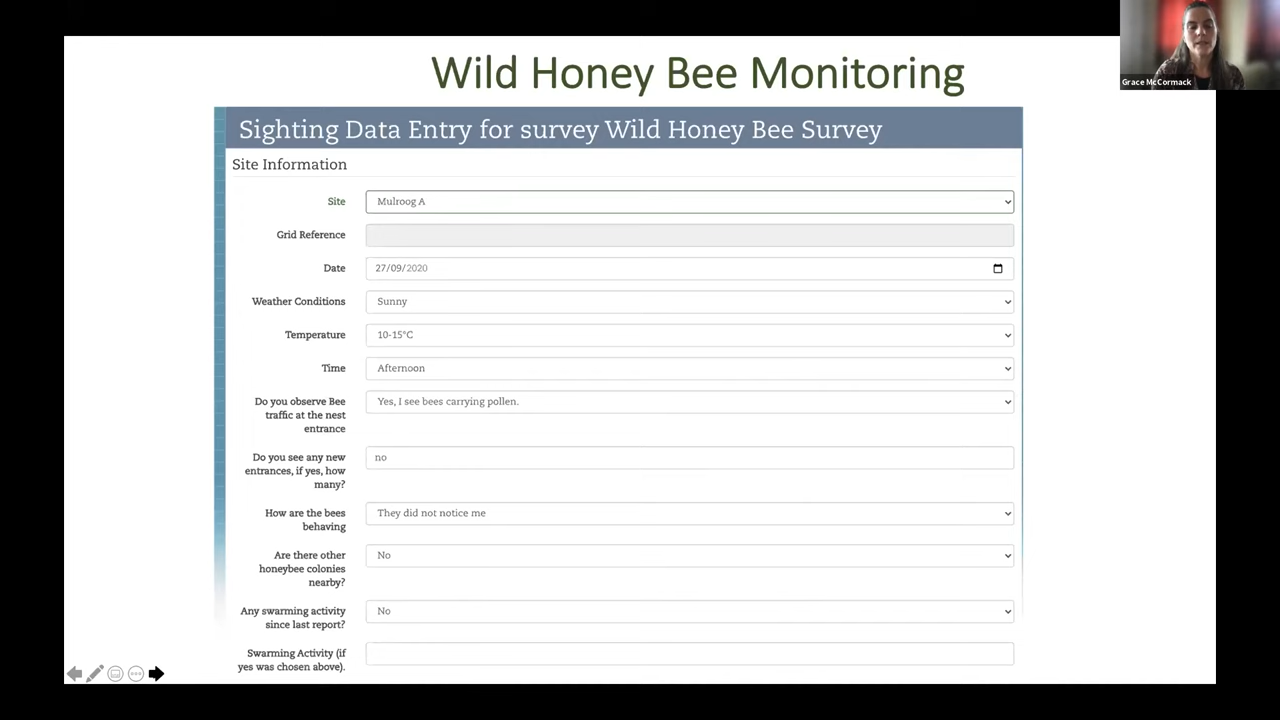 Wild Honey Bee Monitoring
Grace McCormack
Sighting Data Entry for survey Wild Honey Bee Survey
Site Information
Site
Mulroog A
Grid Reference
Date
27/09/2020
Weather Conditions
Sunny
Temperature
10-15°C
Time
Afternoon
Do you observe Bee
traffic at the nest
entrance
Yes, I see bees carrying pollen.
Do you see any new
entrances, if yes, how
many?
no
How are the bees
behaving
They did not notice me
Are there other
honeybee colonies
nearby?
No
Any swarming activity
since last report?
No
Swarming Activity (if
yes was chosen above).